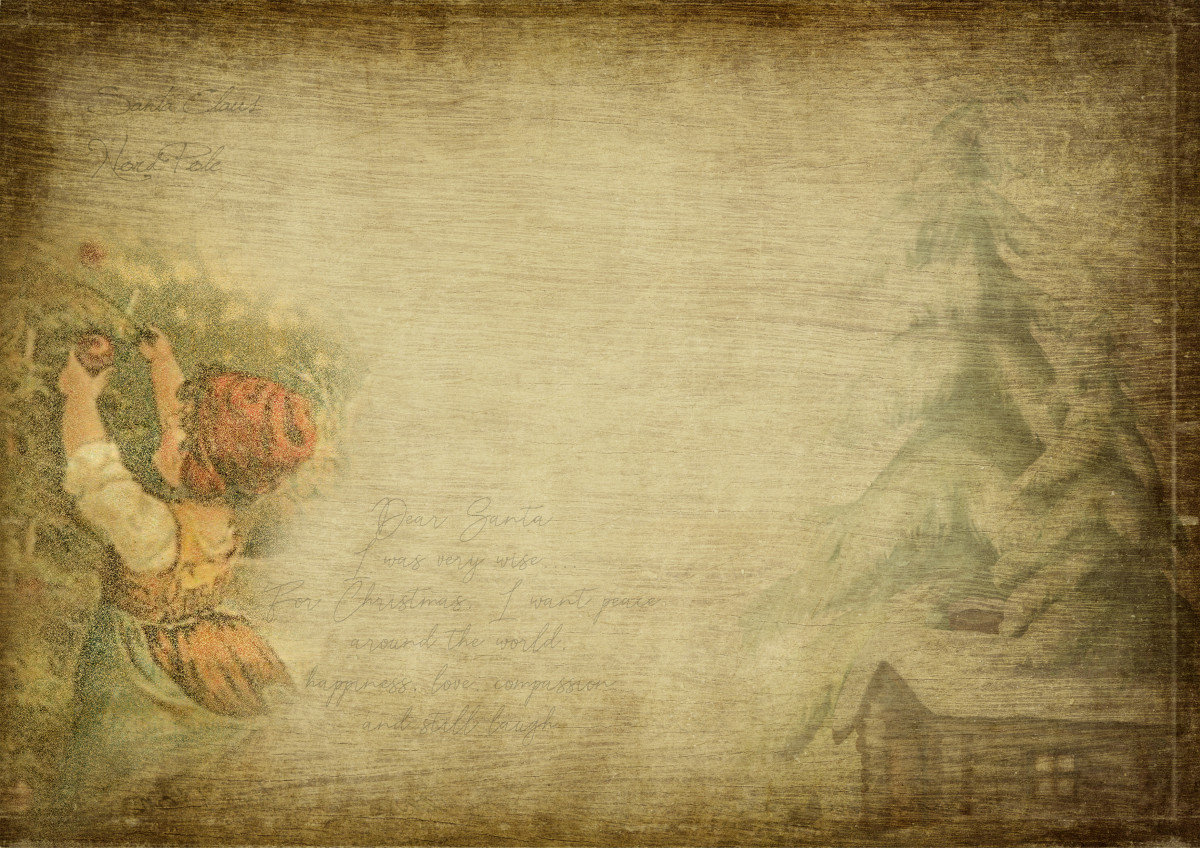 Santa Claus
Nord Pole
Dear Santa
I was very wise....
For Christmas, I want peace
around the world,
happiness, love, compassion
and still laugh